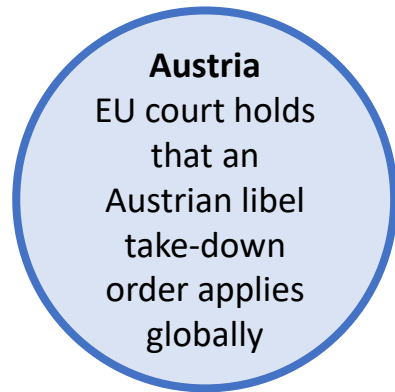 Austria
EU court holds
that an
Austrian libel
take-down
order applies
globally